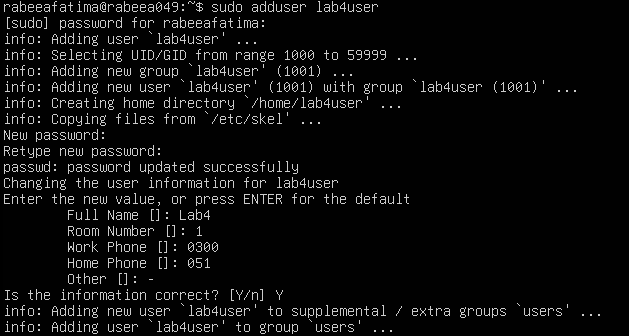 rabeeafatima@rabeea049:~$ sudo adduser lab4user
[sudo] password for rabeeafatima:
info: Adding user `lab4user' ...
info: Selecting UID/GID from range 1000 to 59999 ...
info: Adding new group `lab4user' (1001) ...
info: Adding new user `lab4user' (1001) with group `lab4user (1001)' ...
info: Creating home directory `/home/lab4user' ...
info: Copying files from `/etc/skel' ...
New password:
Retype new password:
passwd: password updated successfully
Changing the user information for lab4user
Enter the new value, or press ENTER for the default
        Full Name []: Lab4
        Room Number []: 1
        Work Phone []: 0300
        Home Phone []: 051
        Other []: -
Is the information correct? [Y/n] Y
info: Adding new user `lab4user' to supplemental / extra groups `users' ...
info: Adding user `lab4user' to group `users' ...